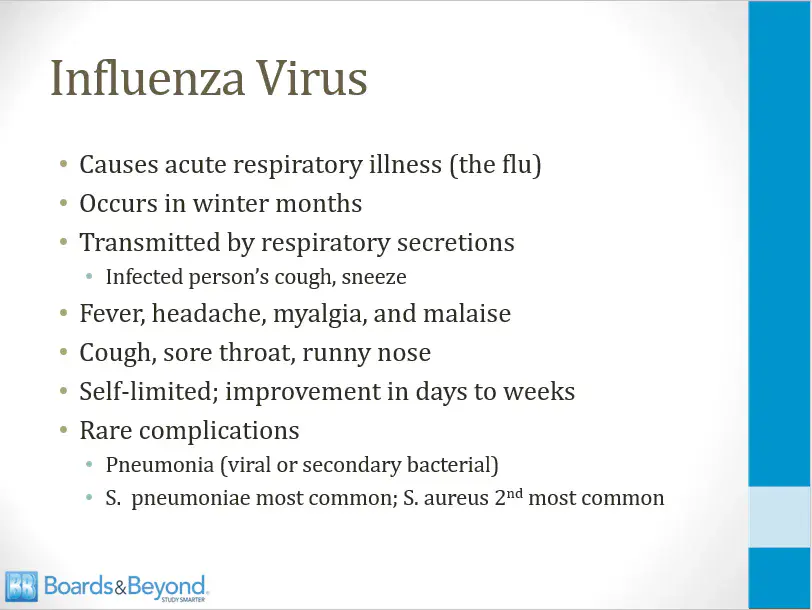 Influenza Virus
• Causes acute respiratory illness (the flu)
• Occurs in winter months
• Transmitted by respiratory secretions
• Infected person’s cough, sneeze
• Fever, headache, myalgia, and malaise
• Cough, sore throat, runny nose
• Self-limited; improvement in days to weeks
• Rare complications
• Pneumonia (viral or secondary bacterial)
• S.  pneumoniae most common; S. aureus 2nd most common
BB Boards&Beyond.
STUDY SMARTER